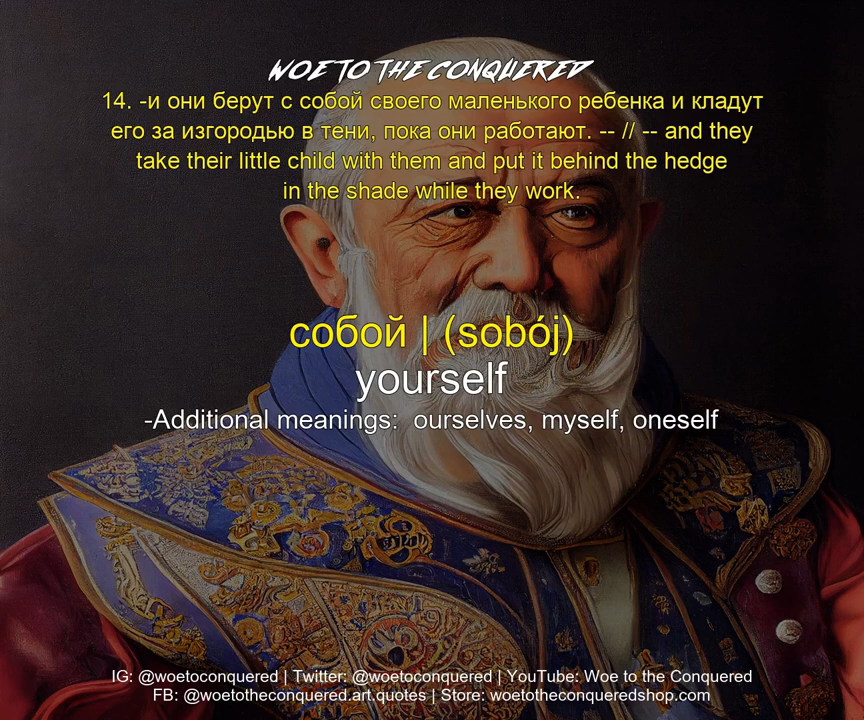 WOE TO THE CONQUERED
14. -и они берут с собой своего маленького ребенка и кладут
его за изгородью в тени, пока они работают. -- // -- and they
take their little child with them and put it behind the hedge
in the shade while they work.
собой | (sobój)
yourself
-Additional meanings:  ourselves, myself, oneself
IG: @woetoconquered | Twitter: @woetoconquered | YouTube: Woe to the Conquered
FB: @woetotheconquered.art.quotes | Store: woetotheconqueredshop.com